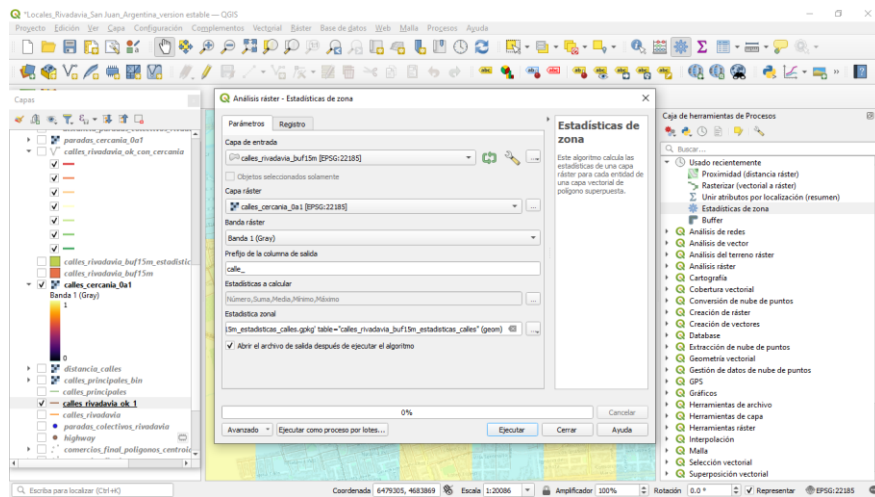 *Locales_Rivadavia_San Juan_Argentina_version estable — QGIS
Proyecto Edición Ver Capa Configuración Complementos Vectorial Ráster Base de datos Web Malla Procesos Ayuda
Capas
paradas_cercania_0a1
calles_rivadavia_ok_con_cercania
calles_rivadavia_buf15m_estadistic
calles_rivadavia_buf15m
calles_cercania_0a1
Banda 1 (Gray)
1
0
distancia_calles
calles_principales_bin
calles_principales
calles_rivadavia_ok_1
calles_rivadavia
paradas_colectivos_rivadavia
highway
comercios_final_poligonos_centroic
Análisis ráster - Estadísticas de zona
Parámetros Registro
Capa de entrada
calles_rivadavia_buf15m [EPSG:22185]
Objetos seleccionados solamente
Capa ráster
calles_cercania_0a1 [EPSG:22185]
Banda ráster
Banda 1 (Gray)
Prefijo de la columna de salida
calle_
Estadísticas a calcular
Número,Suma,Media,Mínimo,Máximo
Estadística zonal
15m_estadisticas_calles.gpkg' table="calles_rivadavia_buf15m_estadisticas_calles" (geom)
Abrir el archivo de salida después de ejecutar el algoritmo
0%
Cancelar
Avanzado Ejecutar como proceso por lotes... Ejecutar Cerrar Ayuda
Estadísticas de
zona
Este algoritmo calcula las
estadísticas de una capa
ráster para cada entidad de
una capa vectorial de
polígono superpuesta.
Caja de herramientas de Procesos
Buscar...
Usado recientemente
Proximidad (distancia ráster)
Rasterizar (vectorial a ráster)
Unir atributos por localización (resumen)
Estadísticas de zona
Buffer
Análisis de redes
Análisis de vector
Análisis del terreno ráster
Análisis ráster
Cartografía
Cobertura vectorial
Conversión de nube de puntos
Creación de ráster
Creación de vectores
Database
Extracción de nube de puntos
Geometría vectorial
Gestión de datos de nube de puntos
GPS
Gráficos
Herramientas de archivo
Herramientas de capa
Herramientas ráster
Interpolación
Malla
Selección vectorial
Superposición vectorial
Escriba para localizar (Ctrl+K)
Coordenada 6479305, 4683869 Escala 1:20086 Amplificador 100% Rotación 0.0 ° Representar EPSG:22185